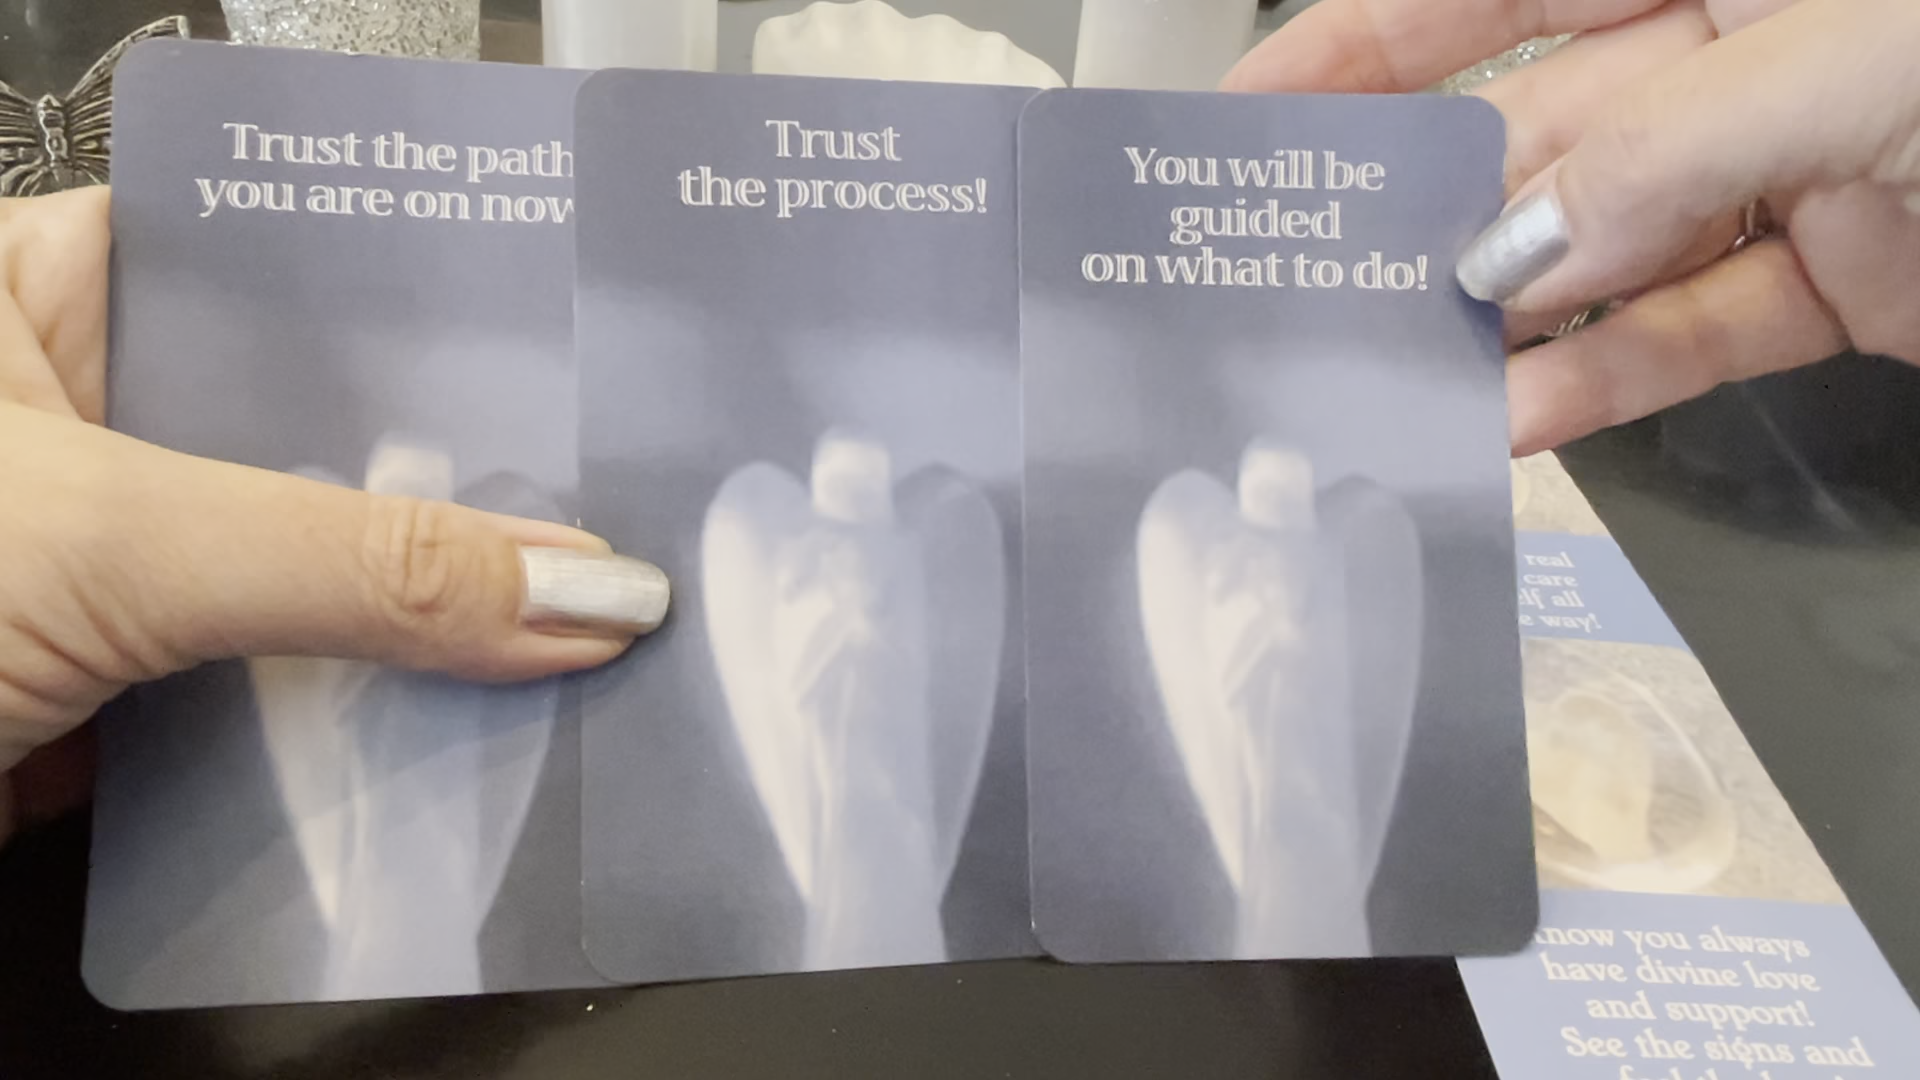 Trust the path
you are on now
Trust
the process!
You will be
guided
on what to do!
real
care
all
way!
you always
have divine love
and support!
See the signs and